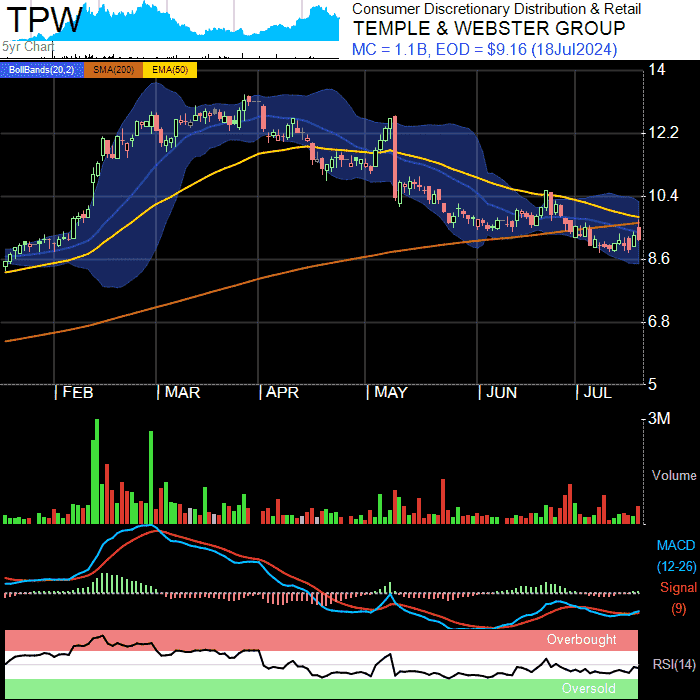 TPW
5yr Chart
Consumer Discretionary Distribution & Retail
TEMPLE & WEBSTER GROUP
MC = 1.1B, EOD = $9.16 (18Jul2024)
BollBands(20,2) SMA(200) EMA(50)
14
12.2
10.4
8.6
6.8
5
FEB MAR APR MAY JUN JUL
3M
Volume
MACD
(12-26)
Signal
(9)
Overbought
RSI(14)
Oversold